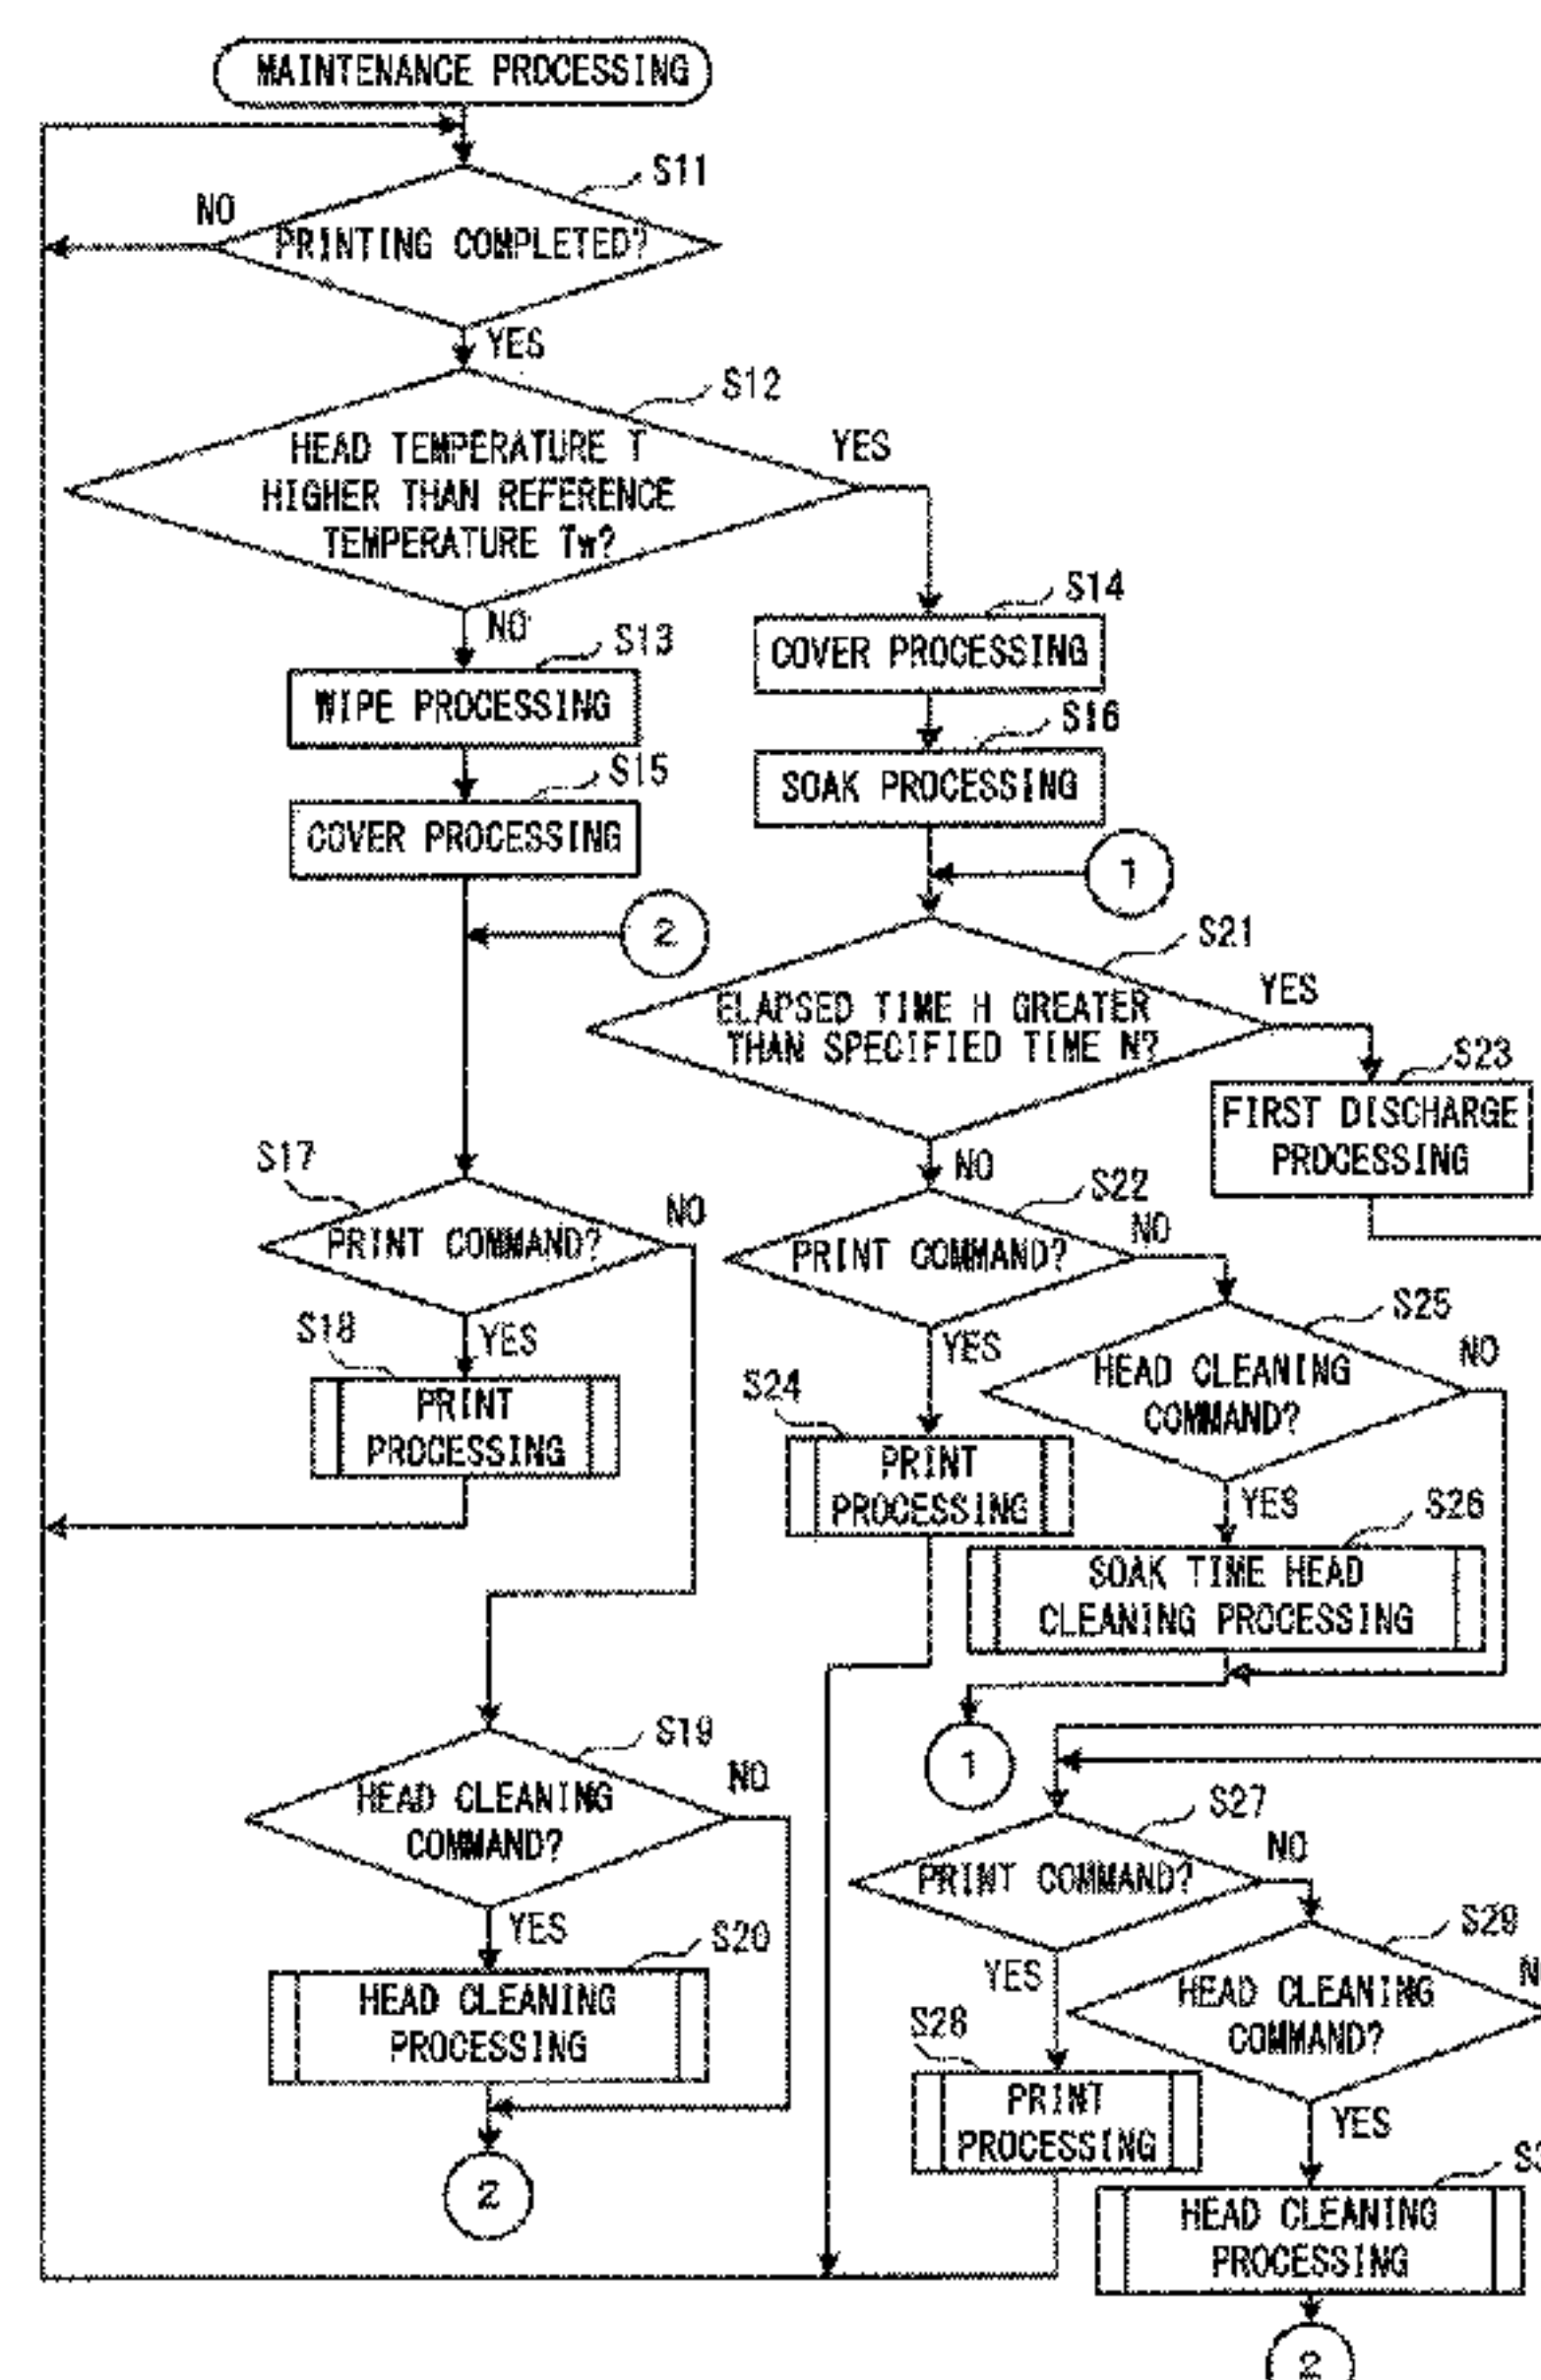 MAINTENANCE PROCESSING
S11
NO
PRINTING COMPLETED?
YES
S12
HEAD TEMPERATURE T
HIGHER THAN REFERENCE
TEMPERATURE Tw?
YES
NO
S13
WIPE PROCESSING
S14
COVER PROCESSING
S15
COVER PROCESSING
S16
SOAK PROCESSING
1
2
S21
ELAPSED TIME H GREATER
THAN SPECIFIED TIME N?
YES
S23
FIRST DISCHARGE
PROCESSING
NO
S17
PRINT COMMAND?
NO
S22
PRINT COMMAND?
NO
YES
S18
PRINT
PROCESSING
YES
S24
PRINT
PROCESSING
S25
HEAD CLEANING
COMMAND?
NO
YES
S26
SOAK TIME HEAD
CLEANING PROCESSING
1
S19
HEAD CLEANING
COMMAND?
NO
YES
S20
HEAD CLEANING
PROCESSING
2
S27
PRINT COMMAND?
NO
YES
S28
PRINT
PROCESSING
S29
HEAD CLEANING
COMMAND?
YES
HEAD CLEANING
PROCESSING
2